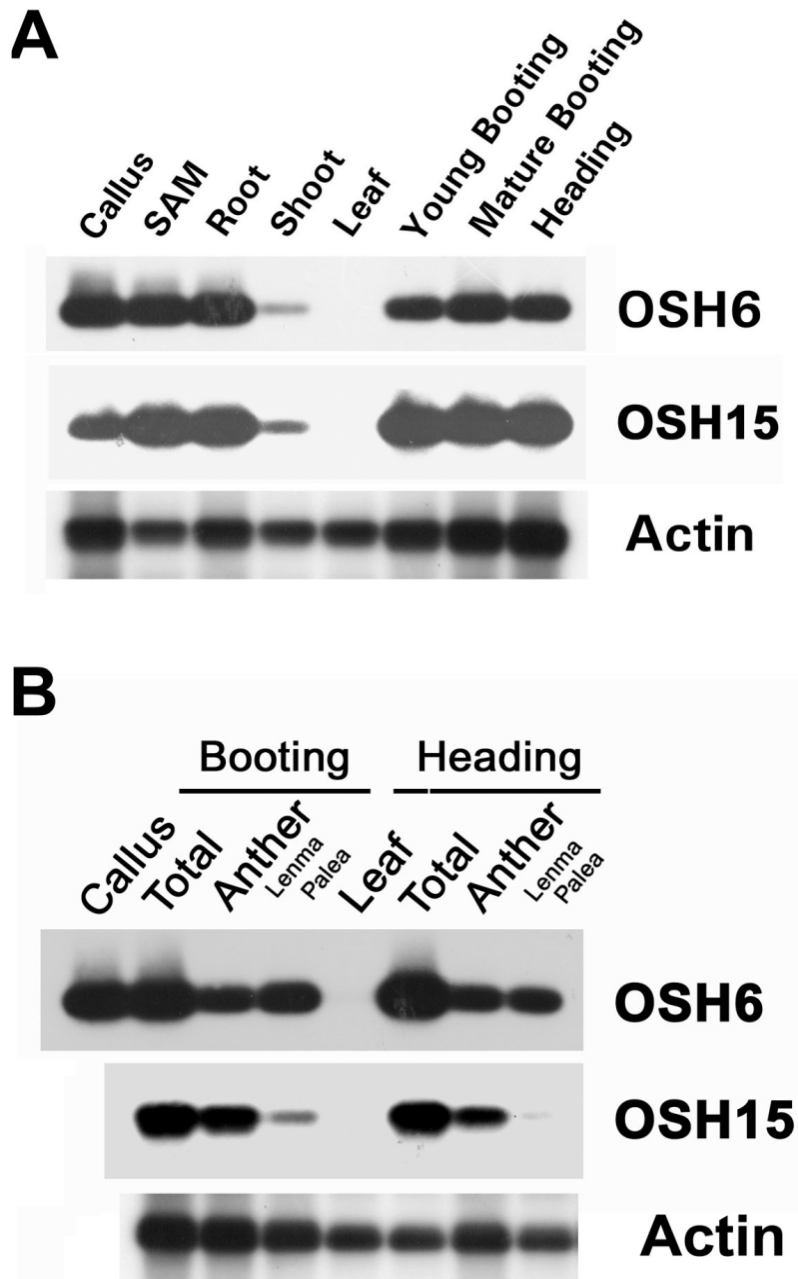 A
Callus
SAM
Root
Shoot
Leaf
Young Booting
Mature Booting
Heading
OSH6
OSH15
Actin
B
Booting
Heading
Callus
Total
Anther
Lenma
Palea
Leaf
Total
Anther
Lenma
Palea
OSH6
OSH15
Actin